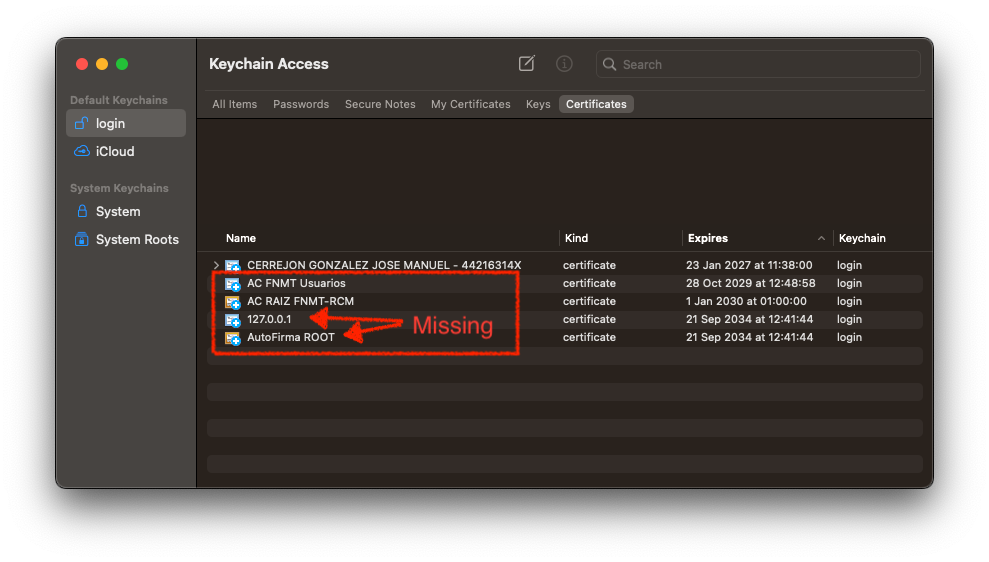 Keychain Access
Search
Default Keychains
login
iCloud
System Keychains
System
System Roots
All Items Passwords Secure Notes My Certificates Keys Certificates
Name Kind Expires Keychain
CERREJON GONZALEZ JOSE MANUEL - 44216314X certificate 23 Jan 2027 at 11:38:00 login
AC FNMT Usuarios certificate 28 Oct 2029 at 12:48:58 login
AC RAIZ FNMT-RCM certificate 1 Jan 2030 at 01:00:00 login
127.0.0.1 certificate 21 Sep 2034 at 12:41:44 login
AutoFirma ROOT certificate 21 Sep 2034 at 12:41:44 login
Missing